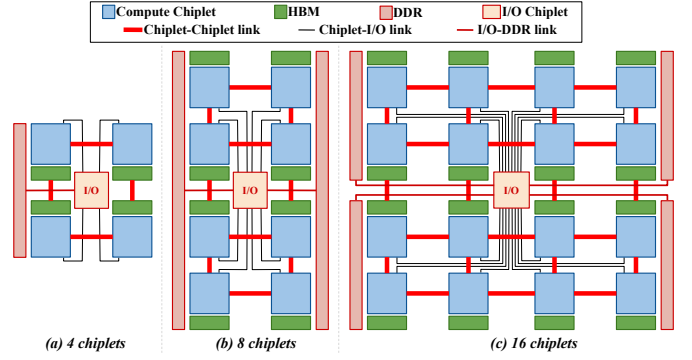 Compute Chiplet HBM DDR I/O Chiplet
Chiplet-Chiplet link Chiplet-I/O link I/O-DDR link
I/O I/O I/O
(a) 4 chiplets (b) 8 chiplets (c) 16 chiplets